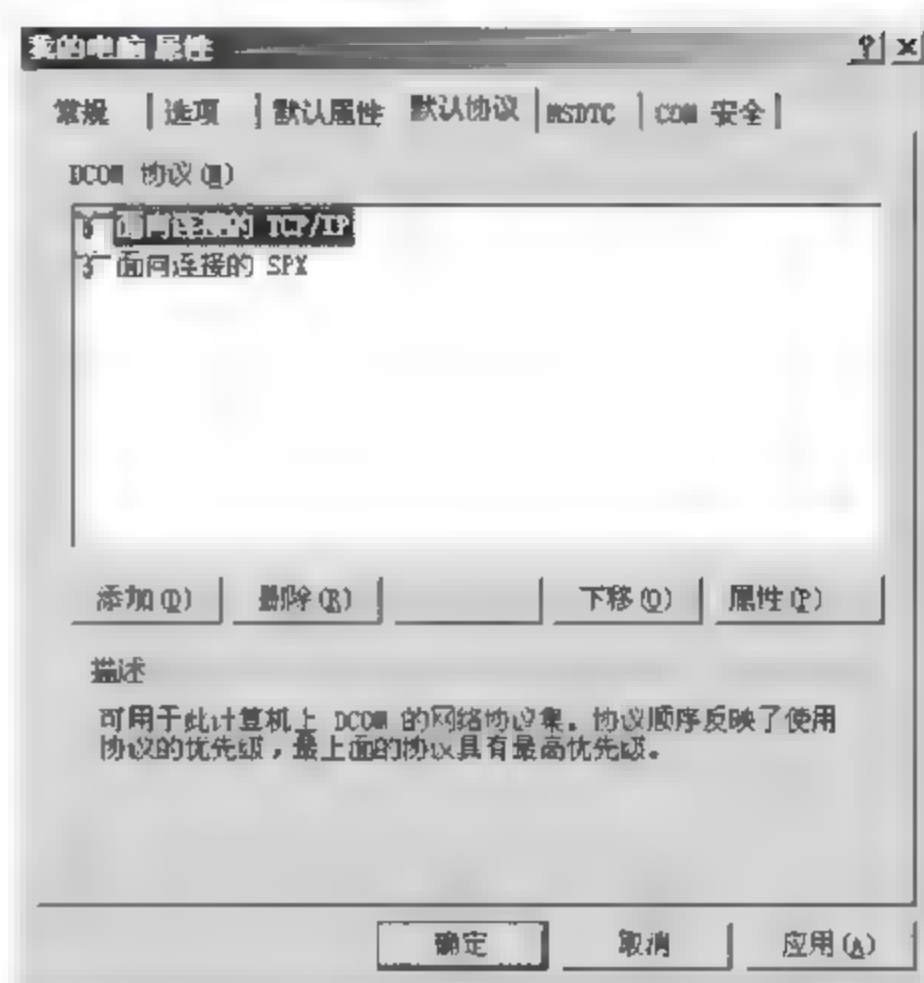 我的电脑 属性
常规 选项 默认属性 默认协议 MSDTC COM 安全
DCOM 协议(M)
面向连接的 TCP/IP
面向连接的 SPX
添加(D) 删除(R) 下移(O) 属性(P)
描述
可用于此计算机上 DCOM 的网络协议集。协议顺序反映了使用
协议的优先级，最上面的协议具有最高优先级。
确定 取消 应用(A)